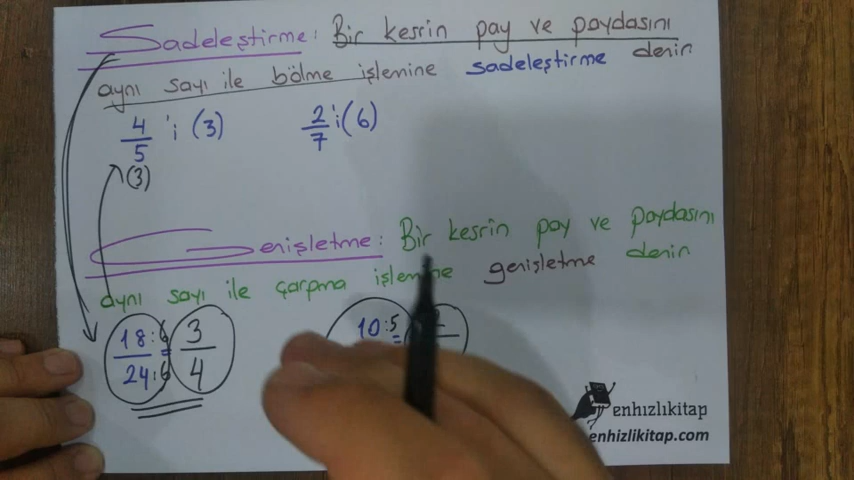 Sadeleştirme: Bir kesrin pay ve paydasını
aynı sayı ile bölme işlemine sadeleştirme denir
4/5 'i (3) 2/7 'i (6)
(3)
Genişletme: Bir kesrin pay ve paydasını
aynı sayı ile çarpma işlemine genişletme denir
18:6/24:6 = 3/4 10:5
enhızlıkitap
enhizlikitap.com